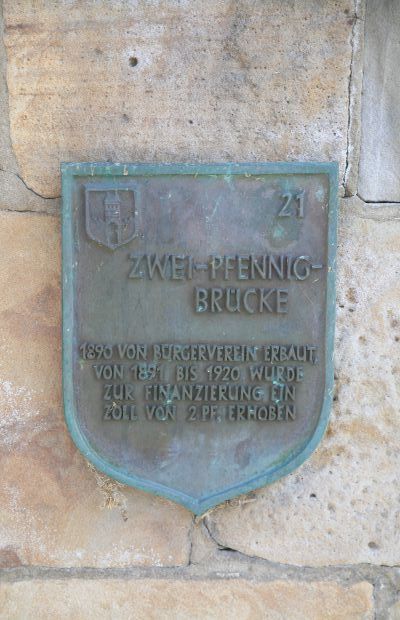 21
ZWEI-PFENNIG-
BRÜCKE
1890 VON BÜRGERVEREIN ERBAUT,
VON 1891 BIS 1920 WURDE
ZUR FINANZIERUNG EIN
ZOLL VON 2 PF. ERHOBEN